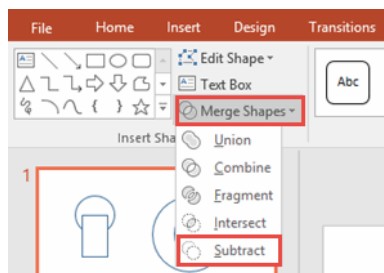 File Home Insert Design Transitions
Edit Shape
Text Box
Abc
Merge Shapes
Insert Sha
Union
Combine
Fragment
Intersect
Subtract
1